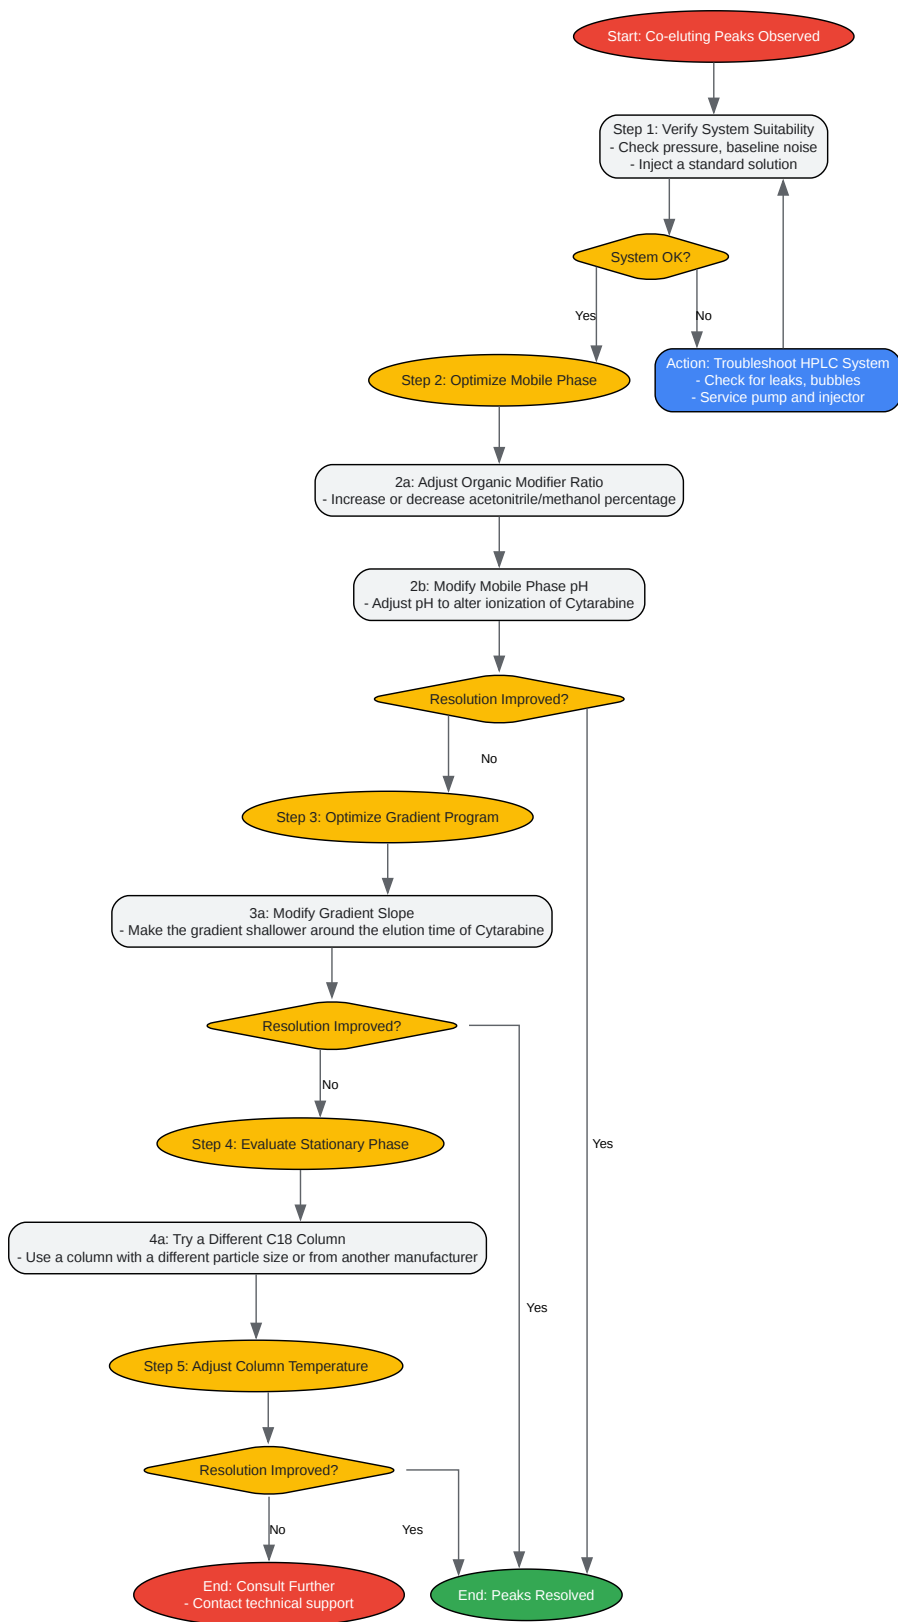 Start: Co-eluting Peaks Observed
Step 1: Verify System Suitability
- Check pressure, baseline noise
- Inject a standard solution
System OK?
Yes
No
Step 2: Optimize Mobile Phase
Action: Troubleshoot HPLC System
- Check for leaks, bubbles
- Service pump and injector
2a: Adjust Organic Modifier Ratio
- Increase or decrease acetonitrile/methanol percentage
2b: Modify Mobile Phase pH
- Adjust pH to alter ionization of Cytarabine
Resolution Improved?
No
Step 3: Optimize Gradient Program
3a: Modify Gradient Slope
- Make the gradient shallower around the elution time of Cytarabine
Resolution Improved?
No
Step 4: Evaluate Stationary Phase
Yes
4a: Try a Different C18 Column
- Use a column with a different particle size or from another manufacturer
Yes
Step 5: Adjust Column Temperature
Resolution Improved?
No
Yes
End: Consult Further
- Contact technical support
End: Peaks Resolved